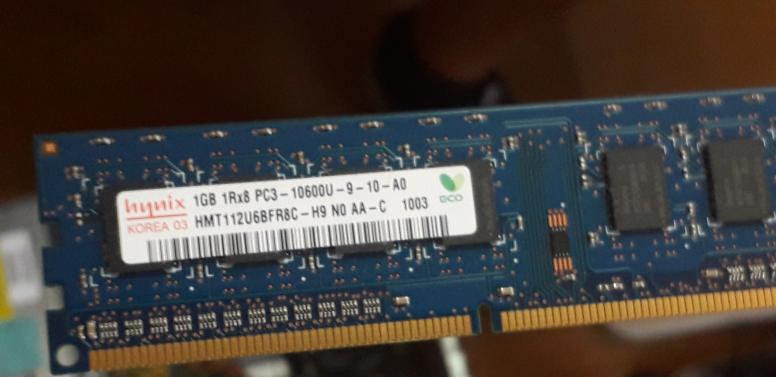 hynix 1GB 1Rx8 PC3-10600U-9-10-A0
KOREA 03 HMT112U6BFR8C-H9 N0 AA-C 1003
ECO